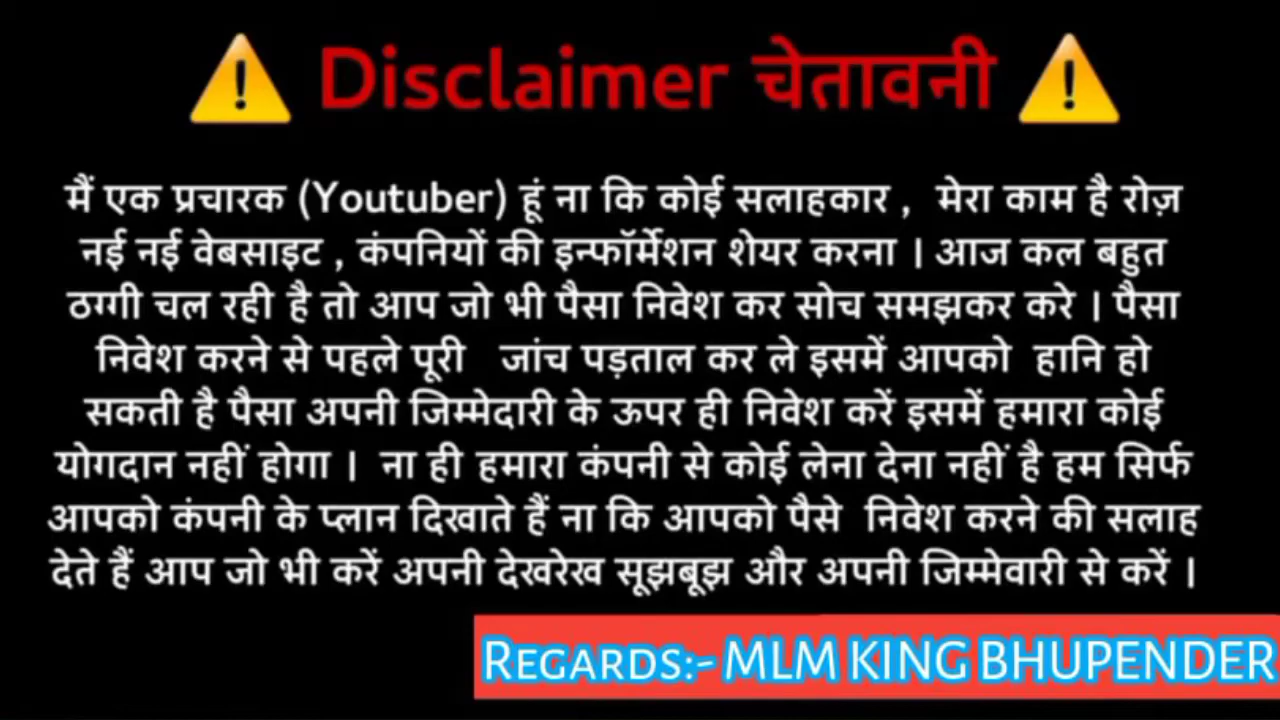 ⚠ Disclaimer चेतावनी ⚠
मैं एक प्रचारक (Youtuber) हूं ना कि कोई सलाहकार , मेरा काम है रोज़
नई नई वेबसाइट , कंपनियों की इन्फॉर्मेशन शेयर करना । आज कल बहुत
ठग्गी चल रही है तो आप जो भी पैसा निवेश कर सोच समझकर करे । पैसा
निवेश करने से पहले पूरी जांच पड़ताल कर ले इसमें आपको हानि हो
सकती है पैसा अपनी जिम्मेदारी के ऊपर ही निवेश करें इसमें हमारा कोई
योगदान नहीं होगा । ना ही हमारा कंपनी से कोई लेना देना नहीं है हम सिर्फ
आपको कंपनी के प्लान दिखाते हैं ना कि आपको पैसे निवेश करने की सलाह
देते हैं आप जो भी करें अपनी देखरेख सूझबूझ और अपनी जिम्मेवारी से करें ।
REGARDS:- MLM KING BHUPENDER